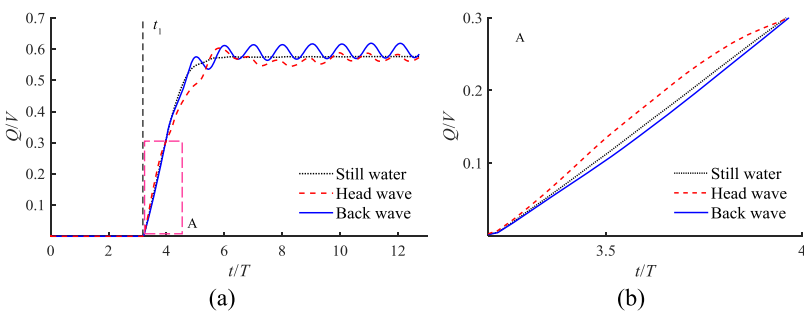 0.7
0.6
0.5
0.4
0.3
0.2
0.1
Q/V
t₁
Still water
Head wave
Back wave
A
0 2 4 6 8 10 12
t/T
(a)
0.3
0.1
Q/V
A
Still water
Head wave
Back wave
3.5 4
t/T
(b)